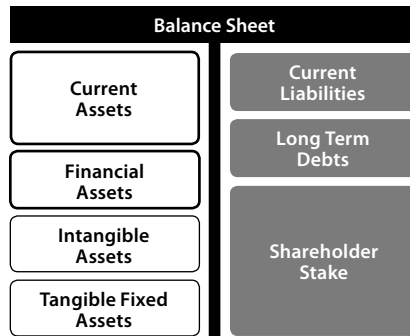 Balance Sheet
Current
Assets
Financial
Assets
Intangible
Assets
Tangible Fixed
Assets
Current
Liabilities
Long Term
Debts
Shareholder
Stake